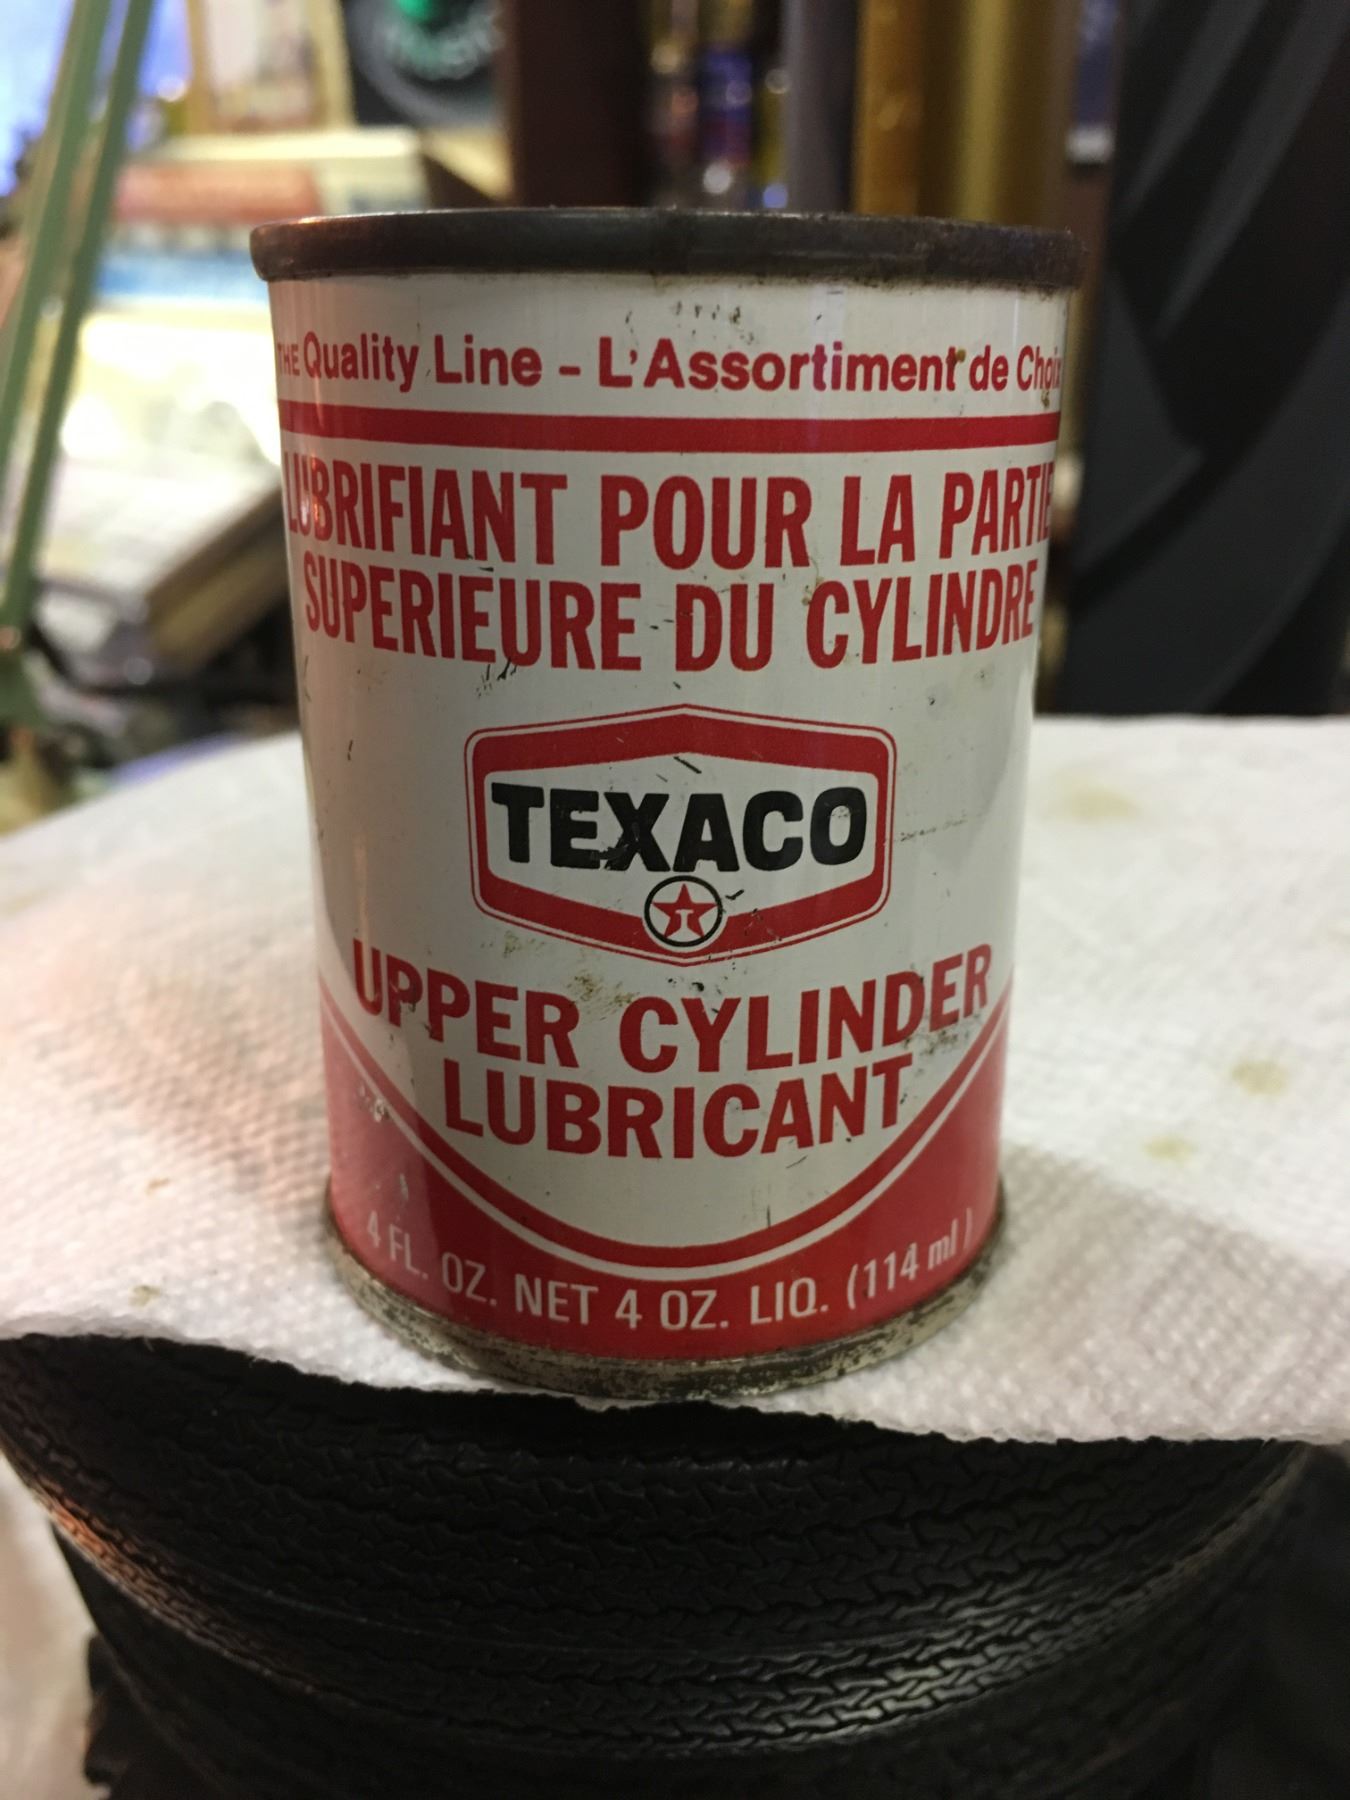 THE Quality Line - L'Assortiment de Choix
LUBRIFIANT POUR LA PARTIE
SUPERIEURE DU CYLINDRE
TEXACO
T
UPPER CYLINDER
LUBRICANT
4 FL. OZ. NET 4 OZ. LIQ. (114 ml)